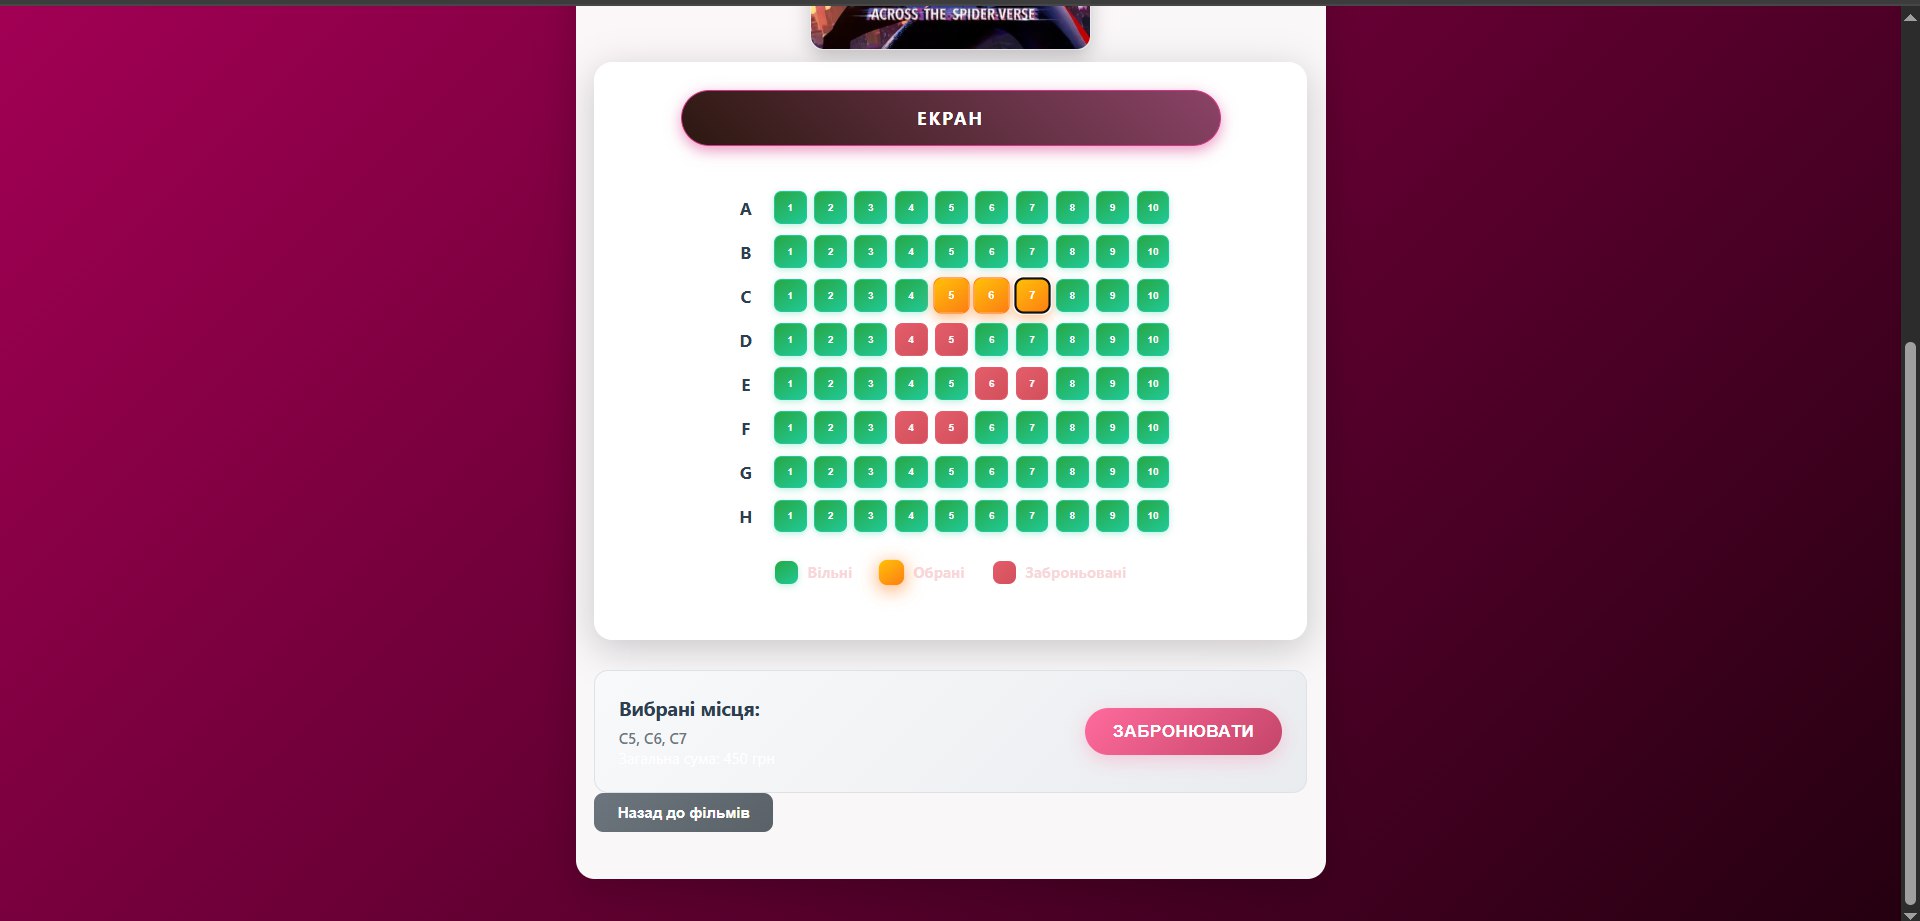 ACROSS THE SPIDER-VERSE
ЕКРАН
A 1 2 3 4 5 6 7 8 9 10
B 1 2 3 4 5 6 7 8 9 10
C 1 2 3 4 5 6 7 8 9 10
D 1 2 3 4 5 6 7 8 9 10
E 1 2 3 4 5 6 7 8 9 10
F 1 2 3 4 5 6 7 8 9 10
G 1 2 3 4 5 6 7 8 9 10
H 1 2 3 4 5 6 7 8 9 10
Вільні Обрані Заброньовані
Вибрані місця:
C5, C6, C7
Загальна сума: 450 грн
ЗАБРОНЮВАТИ
Назад до фільмів